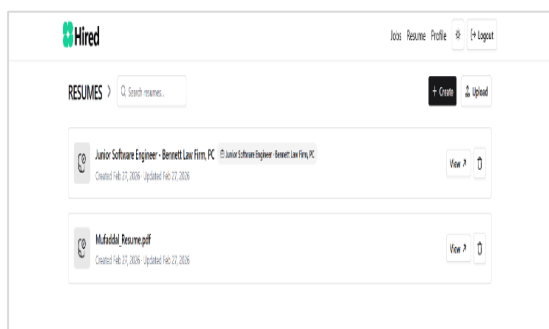 Hired
Jobs Resume Profile Logout
RESUMES > Search resumes...
+ Create Upload
Junior Software Engineer - Bennett Law Firm, PC Junior Software Engineer - Bennett Law Firm, PC
Created Feb 27, 2026 · Updated Feb 27, 2026
View
Mufaddal_Resume.pdf
Created Feb 27, 2026 · Updated Feb 27, 2026
View